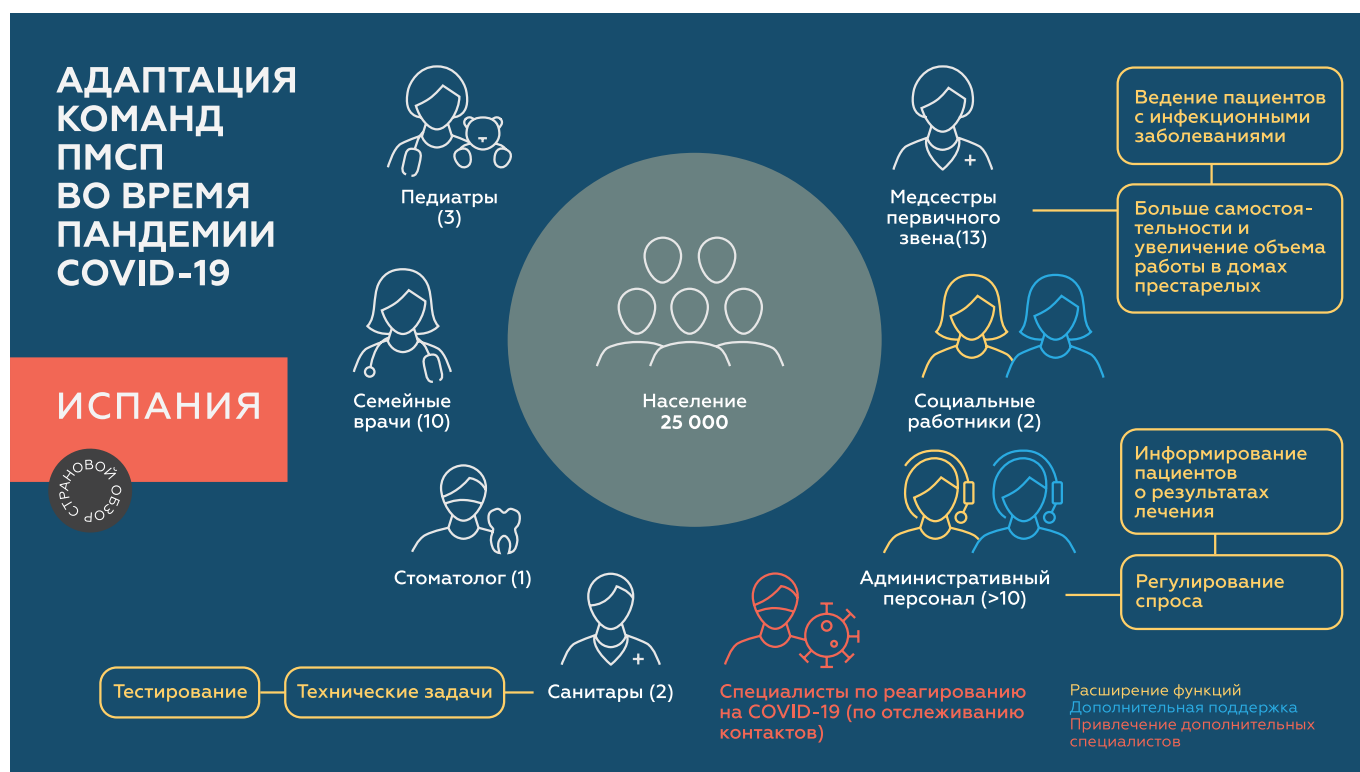 АДАПТАЦИЯ
КОМАНД
ПМСП
ВО ВРЕМЯ
ПАНДЕМИИ
COVID-19
ИСПАНИЯ
СТРАНОВОЙ ОБЗОР
Педиатры
(3)
Семейные
врачи (10)
Стоматолог (1)
Санитары (2)
Технические задачи
Тестирование
Население
25 000
Медсестры
первичного
звена(13)
Ведение пациентов
с инфекционными
заболеваниями
Больше самостоя-
тельности и
увеличение объема
работы в домах
престарелых
Социальные
работники (2)
Административный
персонал (>10)
Информирование
пациентов
о результатах
лечения
Регулирование
спроса
Специалисты по реагированию
на COVID-19 (по отслеживанию
контактов)
Расширение функций
Дополнительная поддержка
Привлечение дополнительных
специалистов